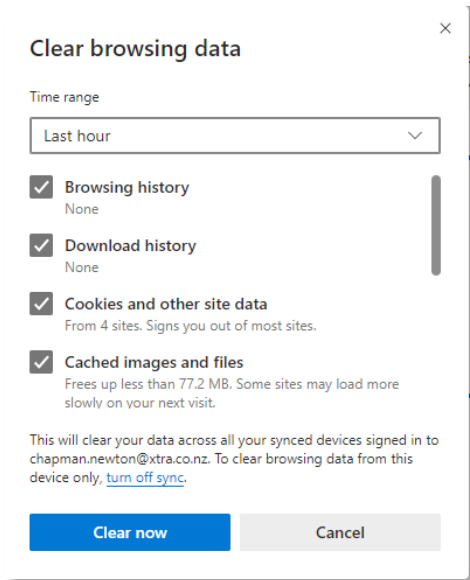 Clear browsing data
Time range
Last hour
Browsing history
None
Download history
None
Cookies and other site data
From 4 sites. Signs you out of most sites.
Cached images and files
Frees up less than 77.2 MB. Some sites may load more
slowly on your next visit.
This will clear your data across all your synced devices signed in to
chapman.newton@xtra.co.nz. To clear browsing data from this
device only, turn off sync.
Clear now
Cancel